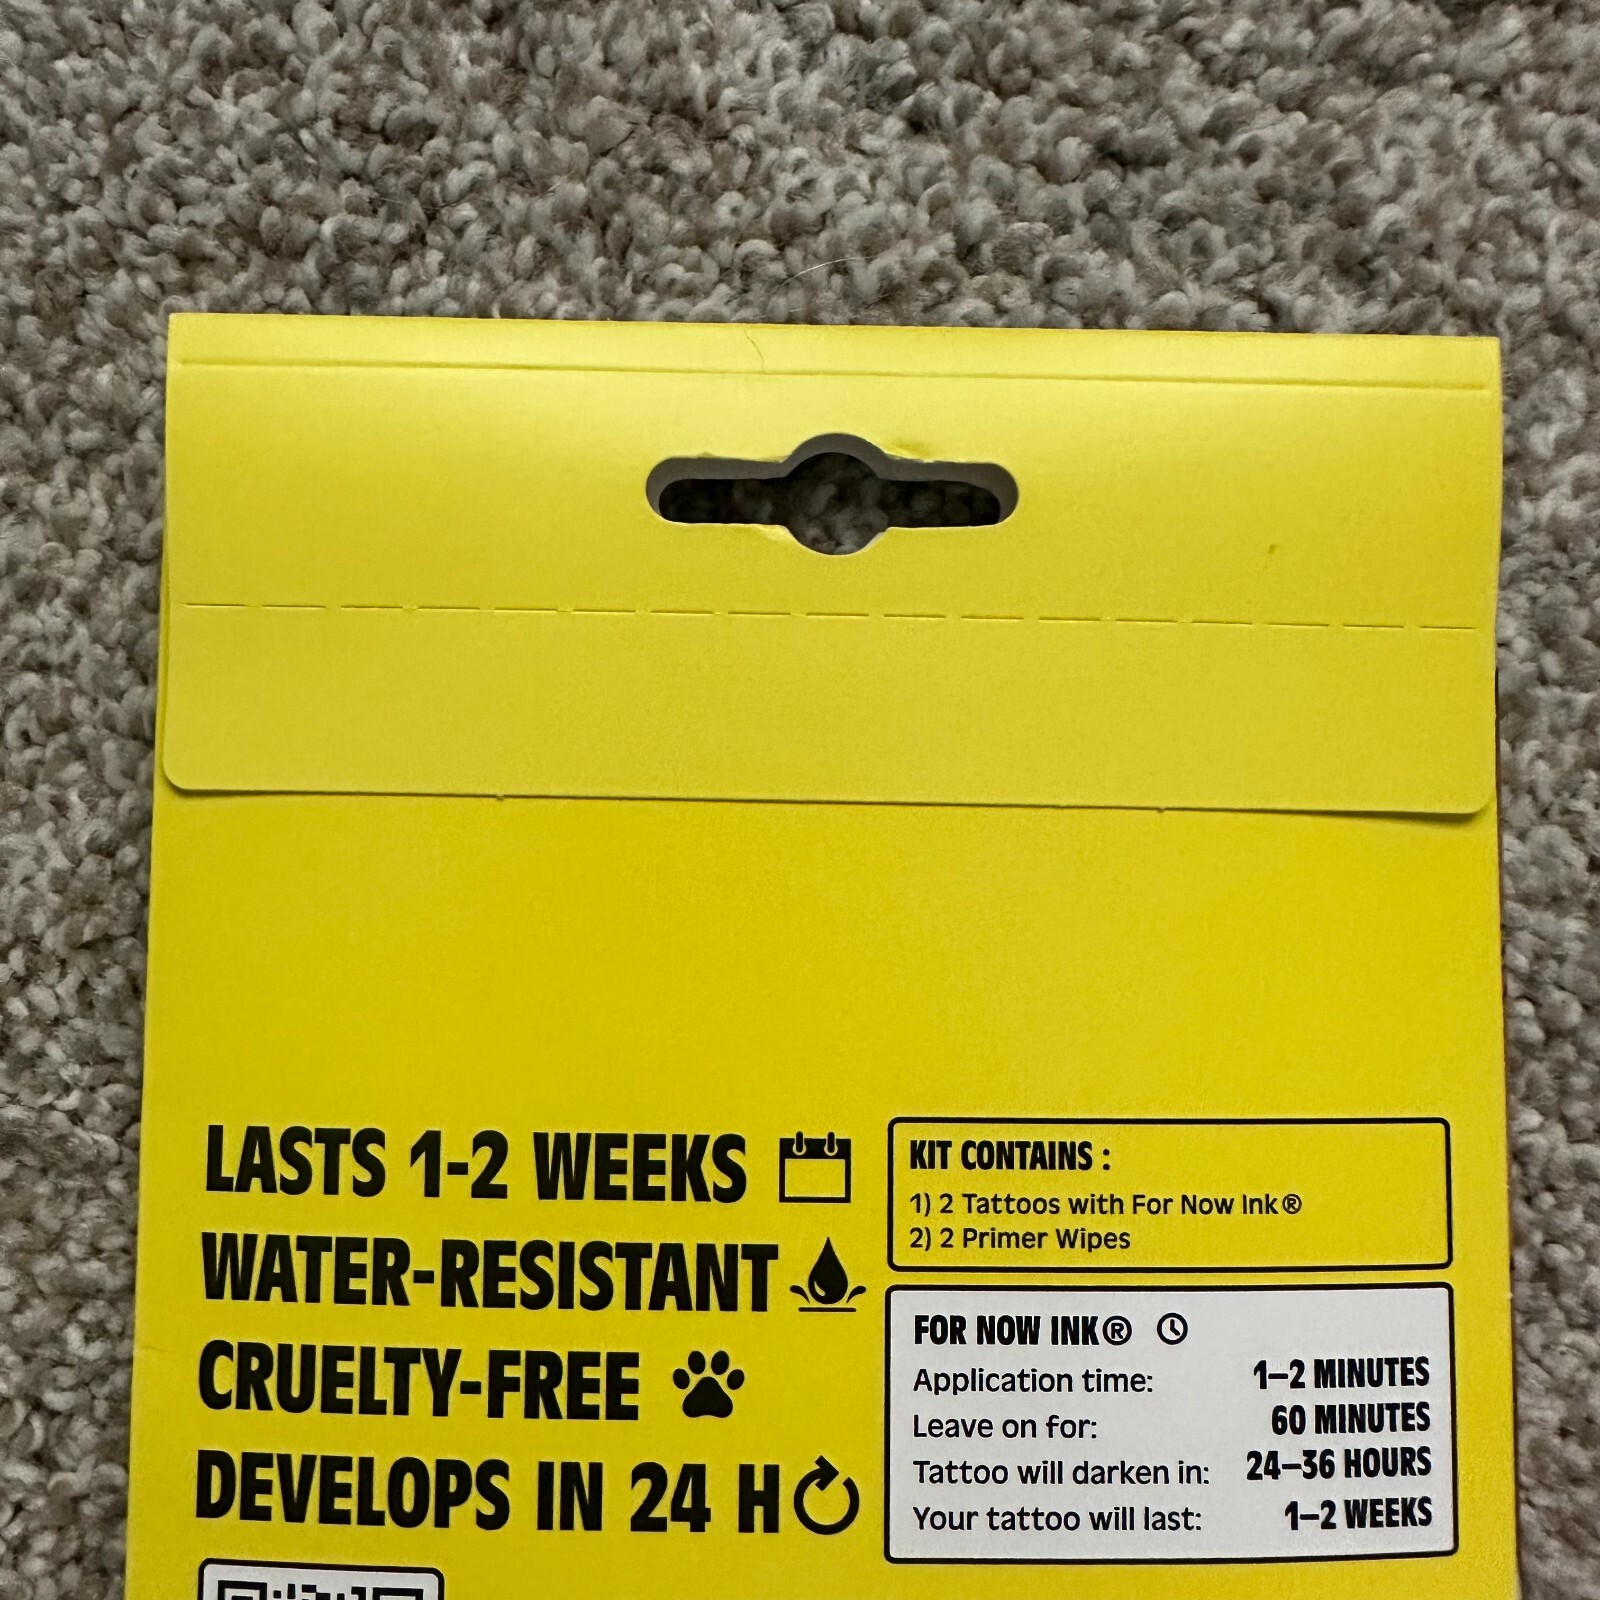 LASTS 1-2 WEEKS
WATER-RESISTANT
CRUELTY-FREE
DEVELOPS IN 24 H
KIT CONTAINS :
1) 2 Tattoos with For Now Ink®
2) 2 Primer Wipes
FOR NOW INK®
Application time: 1–2 MINUTES
Leave on for: 60 MINUTES
Tattoo will darken in: 24–36 HOURS
Your tattoo will last: 1–2 WEEKS